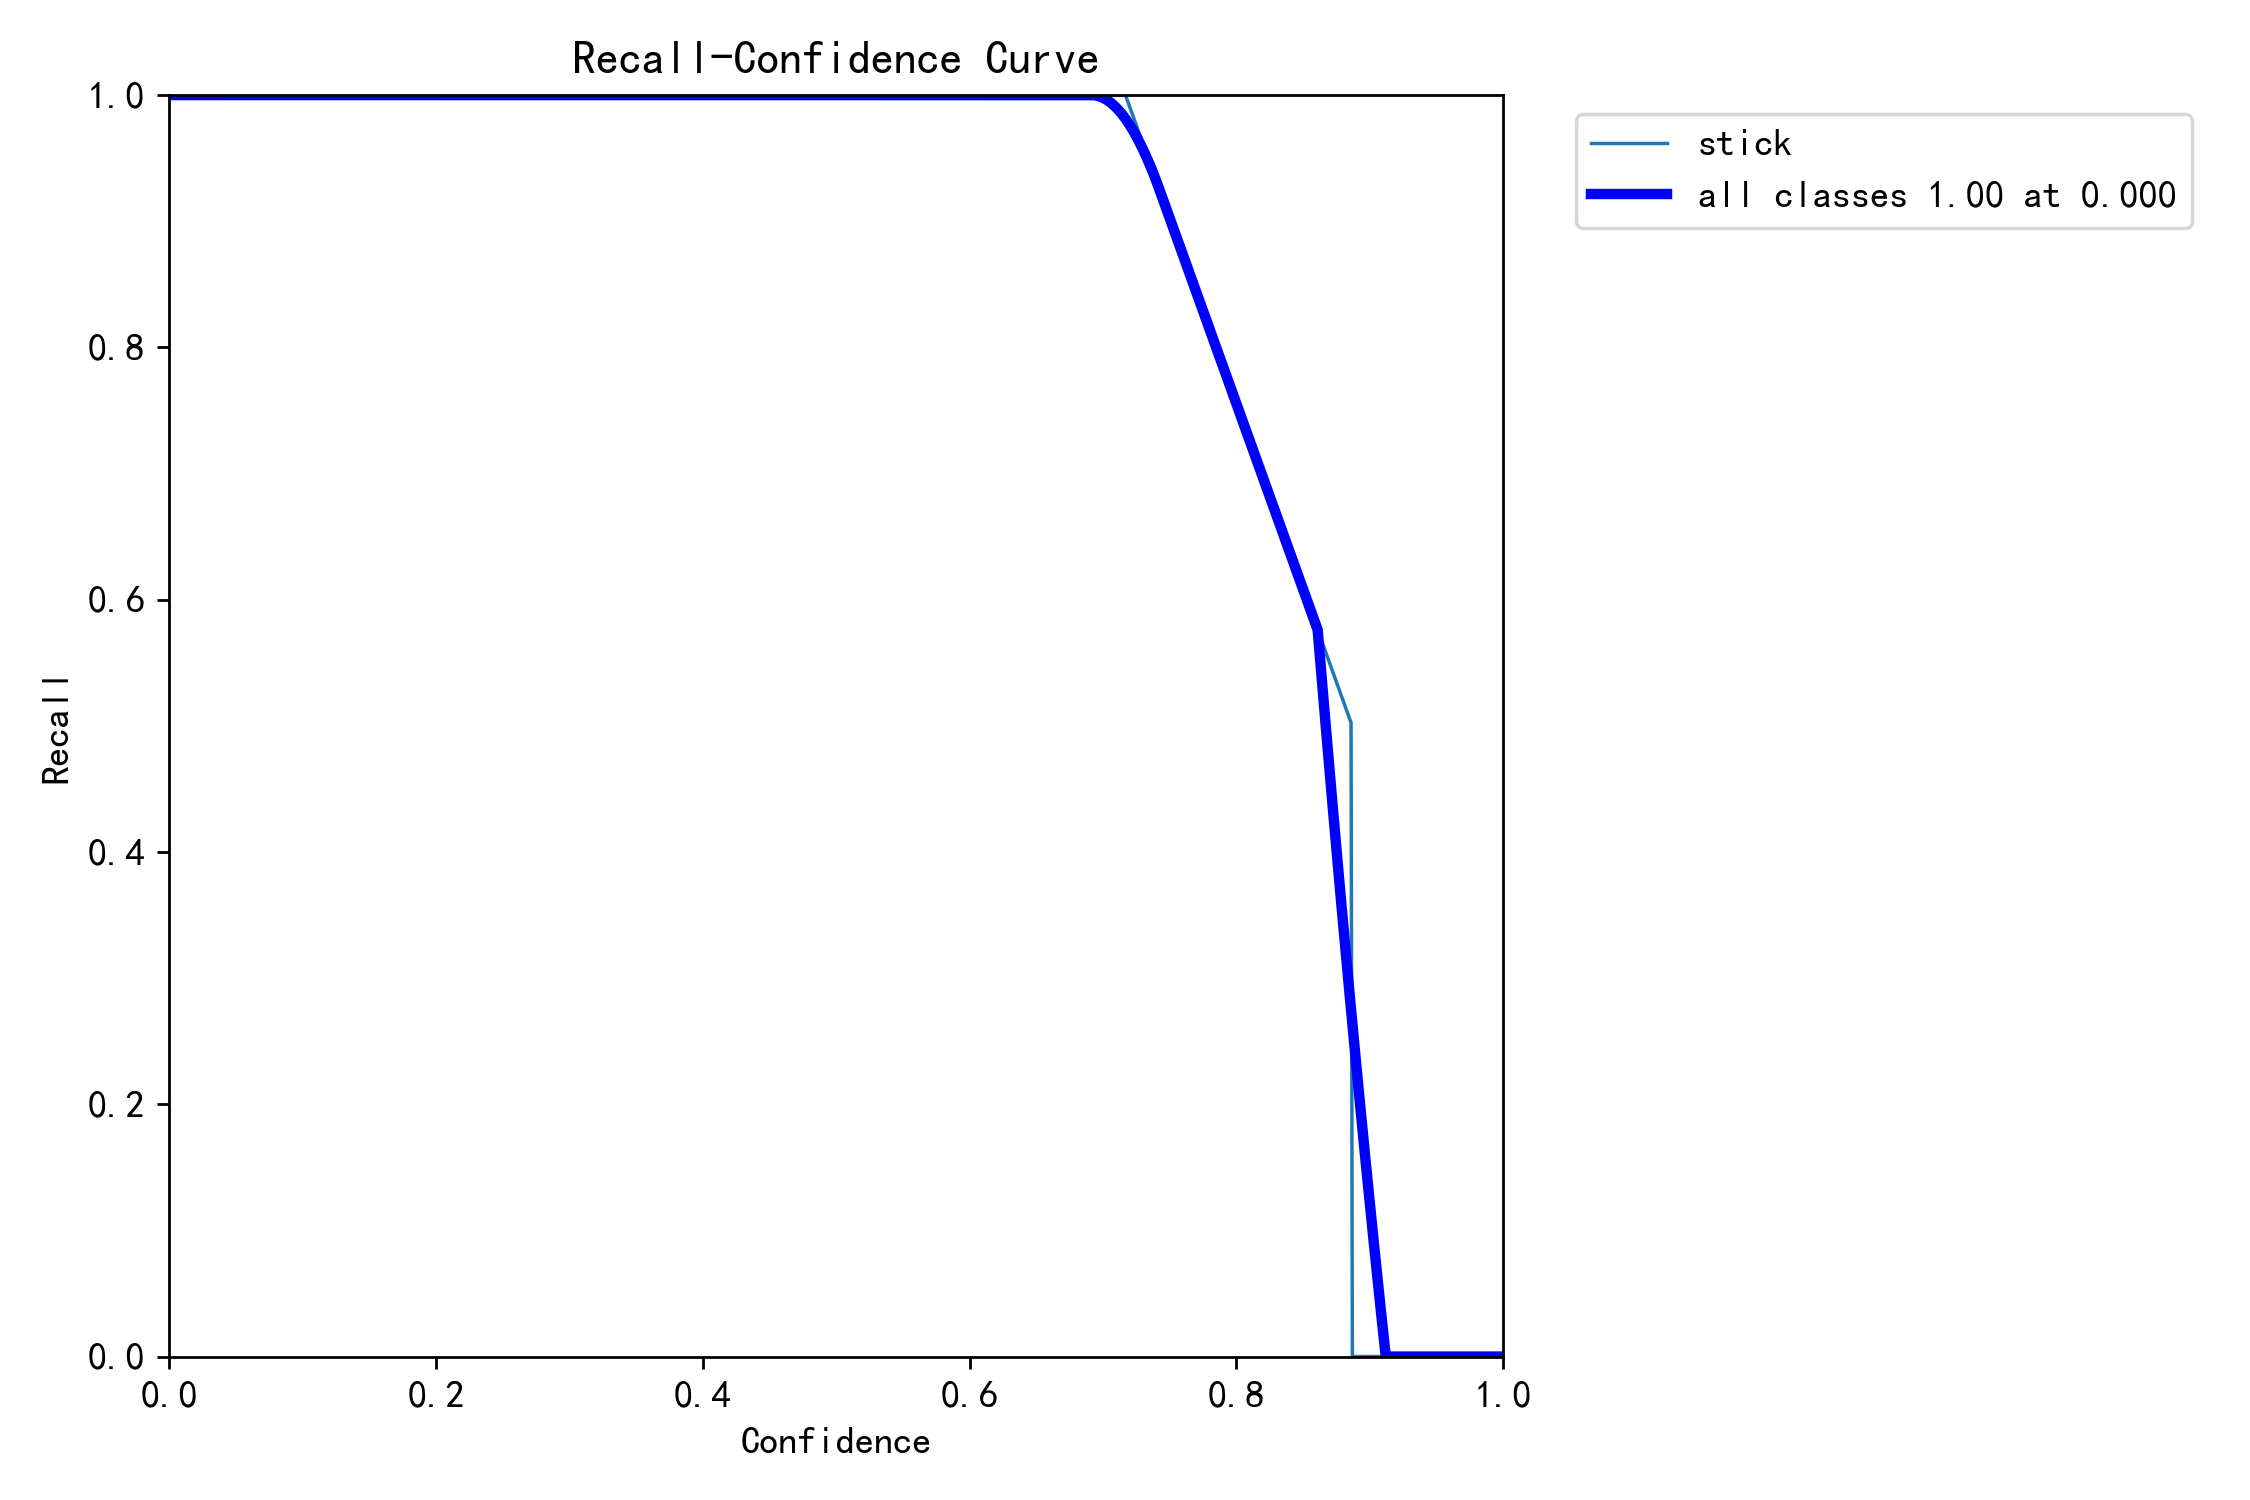 Recall-Confidence Curve
stick
all classes 1.00 at 0.000
Recall
1.0
0.8
0.6
0.4
0.2
0.0
0.0 0.2 0.4 0.6 0.8 1.0
Confidence